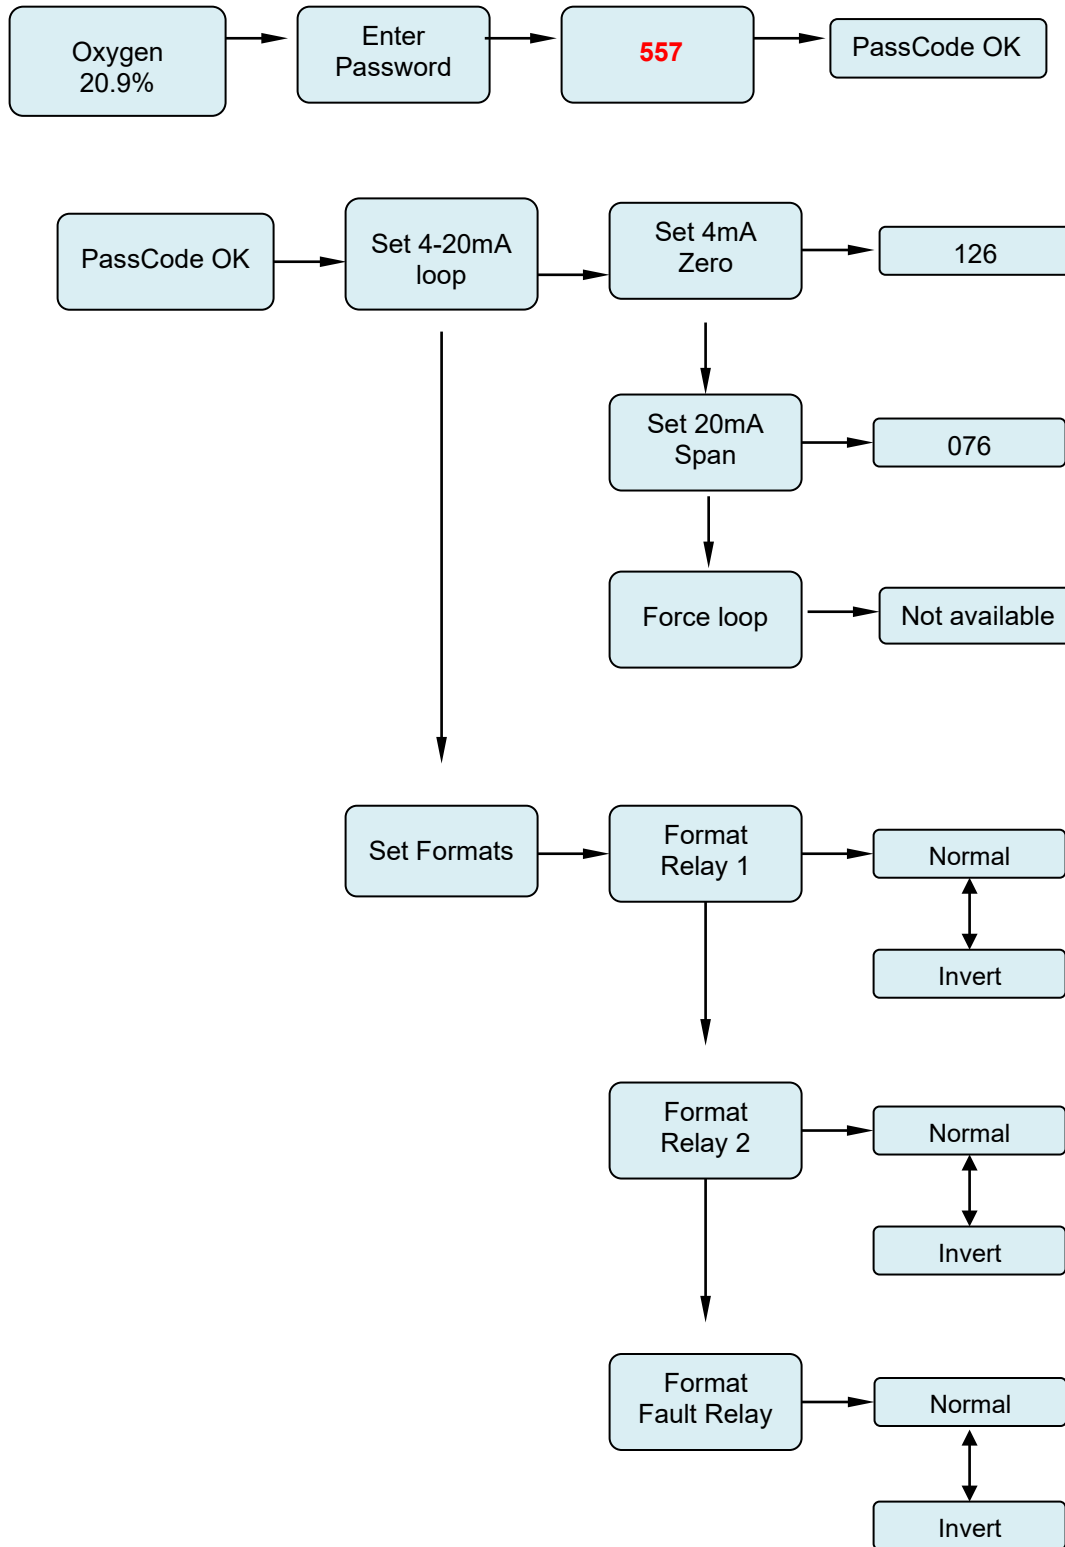 Oxygen
20.9%
Enter
Password
557
PassCode OK
PassCode OK
Set 4-20mA
loop
Set 4mA
Zero
126
Set 20mA
Span
076
Force loop
Not available
Set Formats
Format
Relay 1
Normal
Invert
Format
Relay 2
Normal
Invert
Format
Fault Relay
Normal
Invert